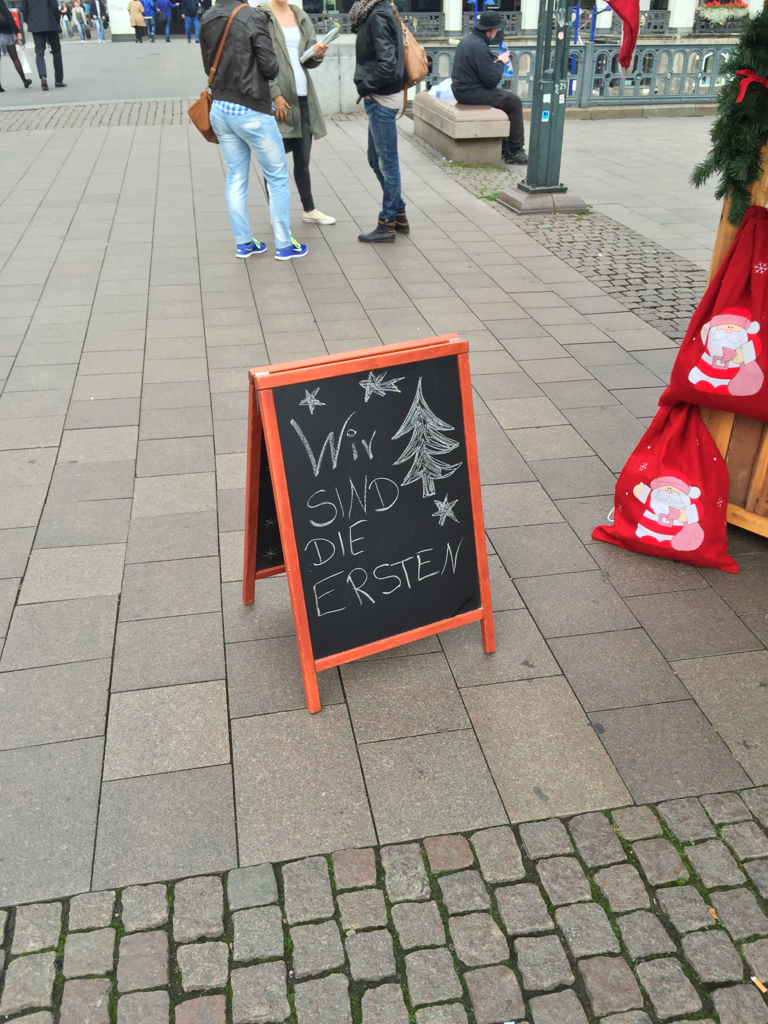 Wir
SIND
DIE
ERSTEN